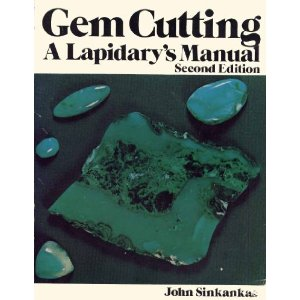 Gem Cutting
A Lapidary's Manual
Second Edition
John Sinkankas